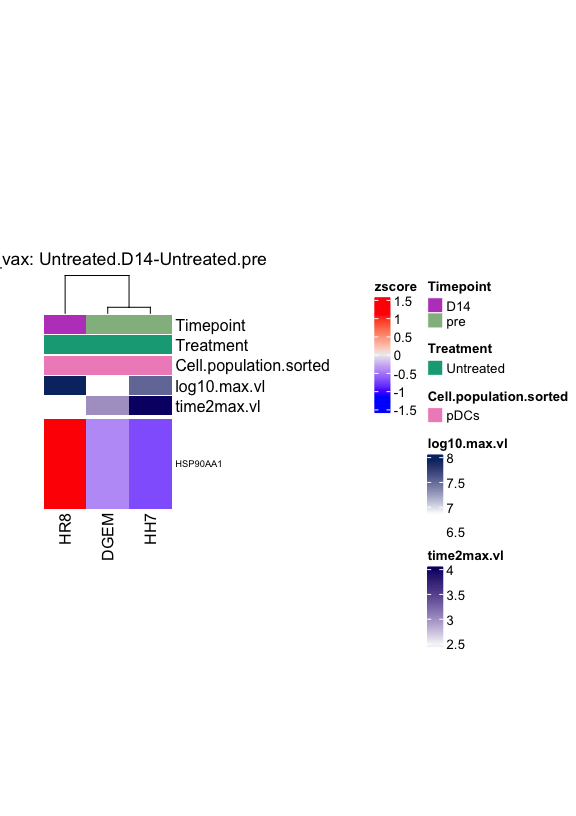 _vax: Untreated.D14-Untreated.pre
Timepoint
Treatment
Cell.population.sorted
log10.max.vl
time2max.vl
HSP90AA1
HR8
DGEM
HH7
zscore
1.5
1
0.5
0
-0.5
-1
-1.5
Timepoint
D14
pre
Treatment
Untreated
Cell.population.sorted
pDCs
log10.max.vl
8
7.5
7
6.5
time2max.vl
4
3.5
3
2.5